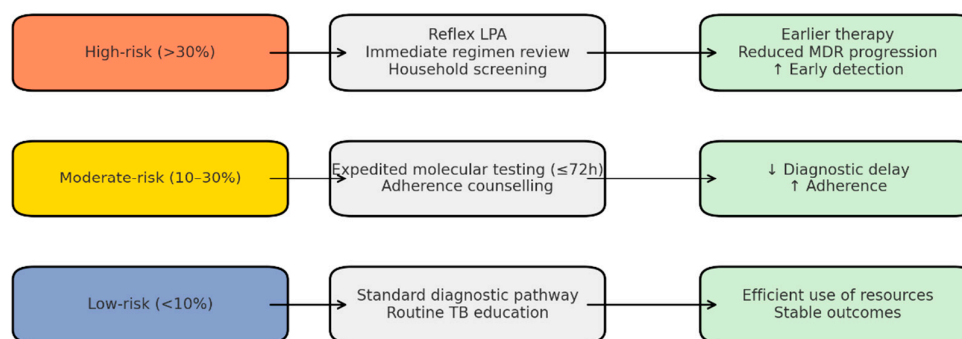 High-risk (>30%)
Reflex LPA
Immediate regimen review
Household screening
Earlier therapy
Reduced MDR progression
↑ Early detection
Moderate-risk (10–30%)
Expedited molecular testing (≤72h)
Adherence counselling
↓ Diagnostic delay
↑ Adherence
Low-risk (<10%)
Standard diagnostic pathway
Routine TB education
Efficient use of resources
Stable outcomes